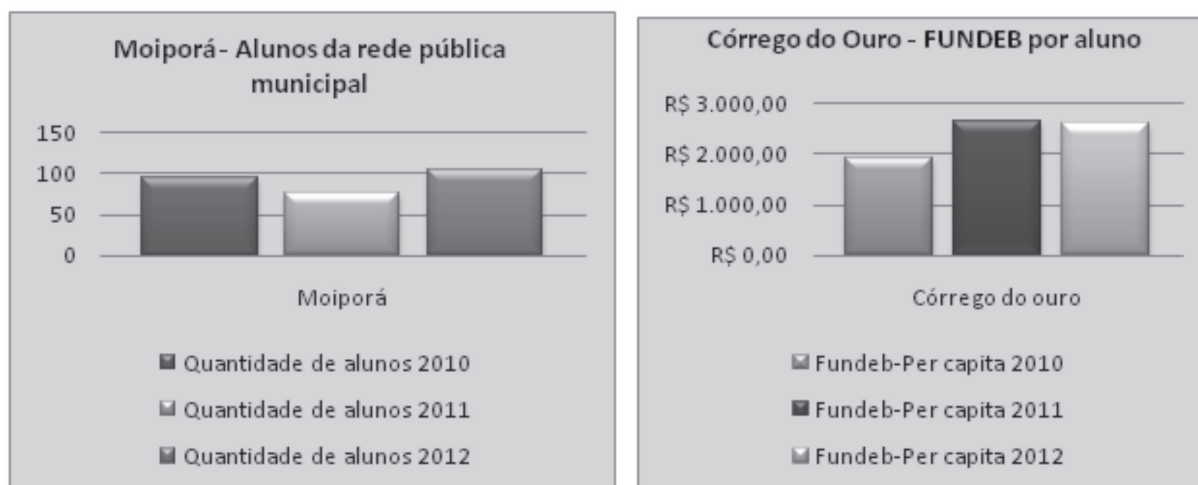 Moiporá- Alunos da rede pública
municipal
150
100
50
0
Moiporá
Quantidade de alunos 2010
Quantidade de alunos 2011
Quantidade de alunos 2012
Córrego do Ouro - FUNDEB por aluno
R$ 3.000,00
R$ 2.000,00
R$ 1.000,00
R$ 0,00
Córrego do ouro
Fundeb-Per capita 2010
Fundeb-Per capita 2011
Fundeb-Per capita 2012